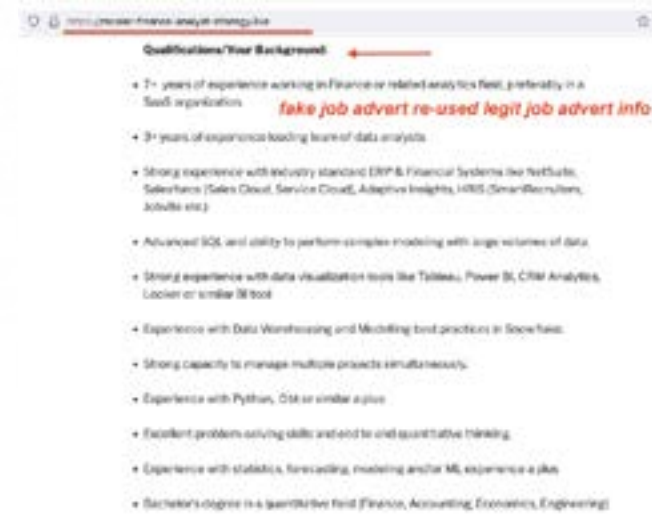 Qualifications/Your Background:
• 7+ years of experience working in Finance or related analytics field, preferably in a
SaaS organization.
fake job advert re-used legit job advert info
• 3+ years of experience leading team of data analysts
• Strong experience with industry standard ERP & Financial Systems like NetSuite,
Salesforce (Sales Cloud, Service Cloud), Adaptive Insights, HRIS (SmartRecruiters,
Jobvite etc.)
• Advanced SQL and ability to perform complex modeling with large volumes of data
• Strong experience with data visualization tools like Tableau, Power BI, CRM Analytics,
Looker or similar BI tool
• Experience with Data Warehousing and Modelling best practices in Snowflake.
• Strong capacity to manage multiple projects simultaneously.
• Experience with Python, Dbt or similar a plus
• Excellent problem-solving skills and end to end quantitative thinking.
• Experience with statistics, forecasting, modeling and/or ML experience a plus
• Bachelor's degree in a quantitative field (Finance, Accounting, Economics, Engineering)